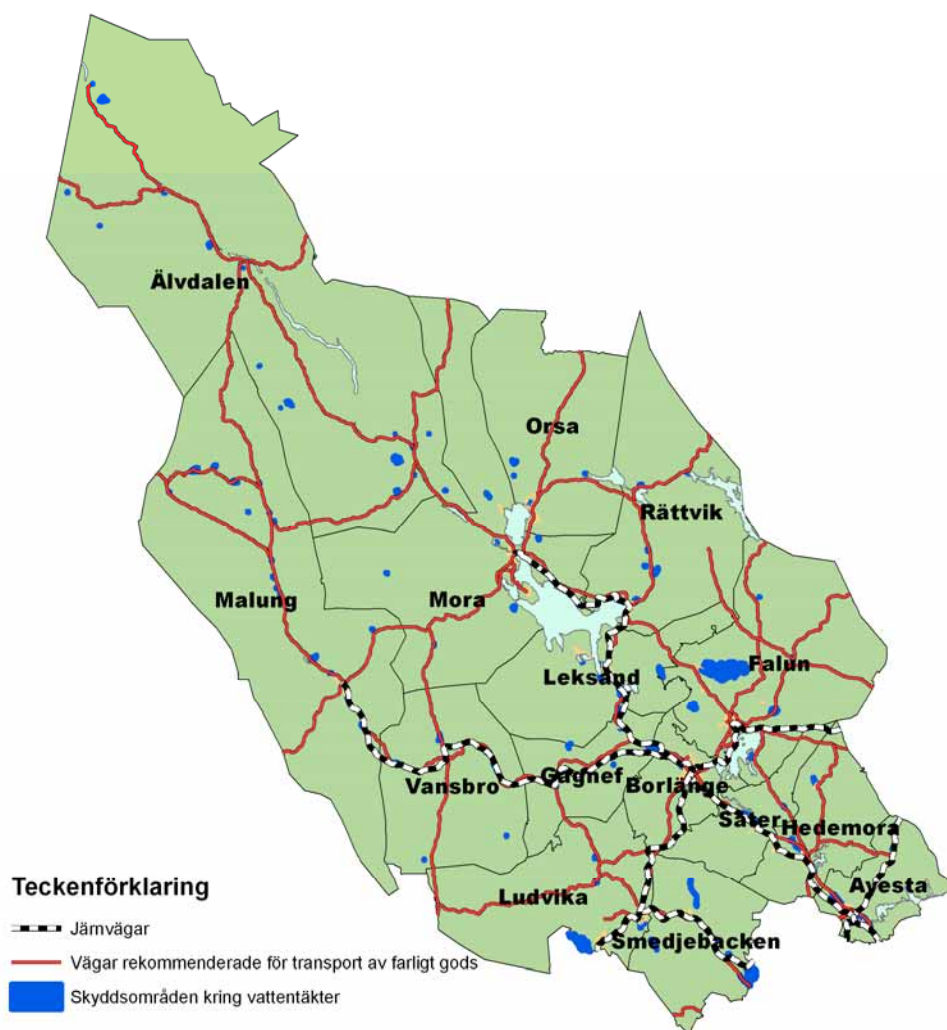 Älvdalen
Orsa
Rättvik
Malung
Mora
Leksand
Falun
Vansbro
Gagnef
Borlänge
Säter
Hedemora
Avesta
Ludvika
Smedjebacken
Teckenförklaring
Järnvägar
Vägar rekommenderade för transport av farligt gods
Skyddsområden kring vattentäkter